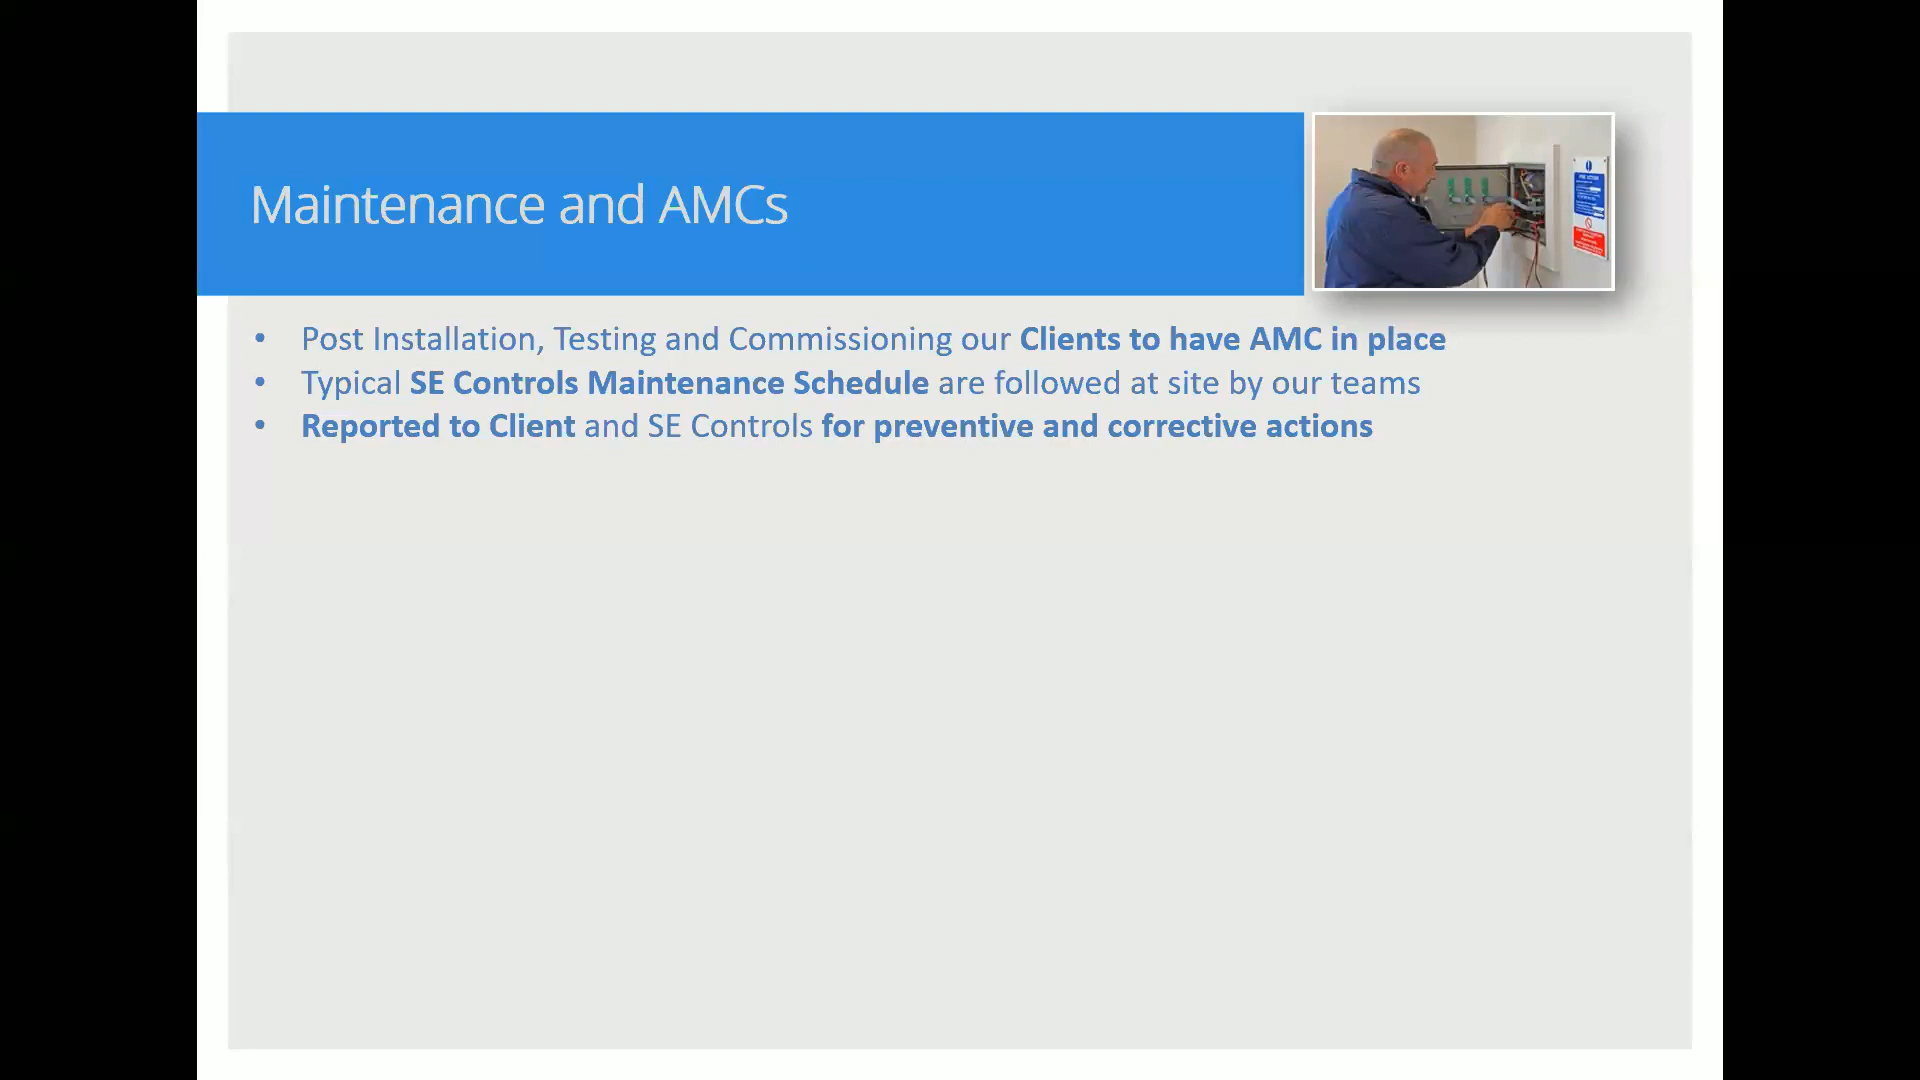 Maintenance and AMCs
• Post Installation, Testing and Commissioning our Clients to have AMC in place
• Typical SE Controls Maintenance Schedule are followed at site by our teams
• Reported to Client and SE Controls for preventive and corrective actions